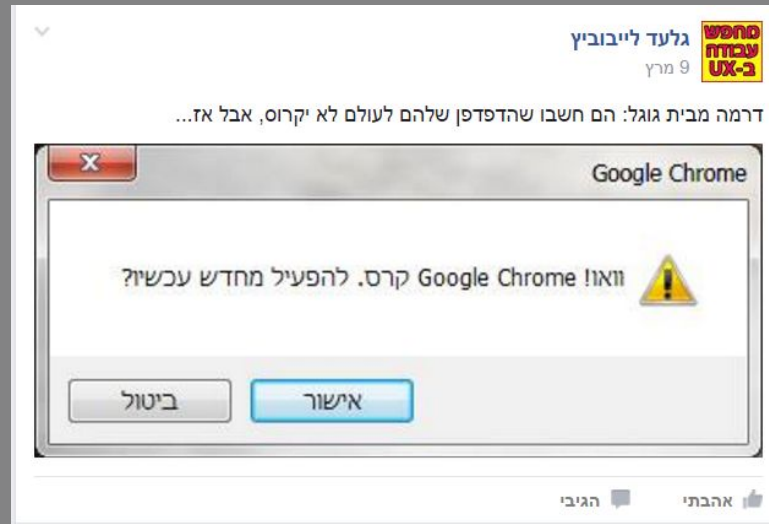 מחפש
עבודה
ב-UX
גלעד לייבוביץ
9 מרץ
דרמה מבית גוגל: הם חשבו שהדפדפן שלהם לעולם לא יקרוס, אבל אז...
Google Chrome
וואו! Google Chrome קרס. להפעיל מחדש עכשיו?
אישור
ביטול
אהבתי
הגיבי